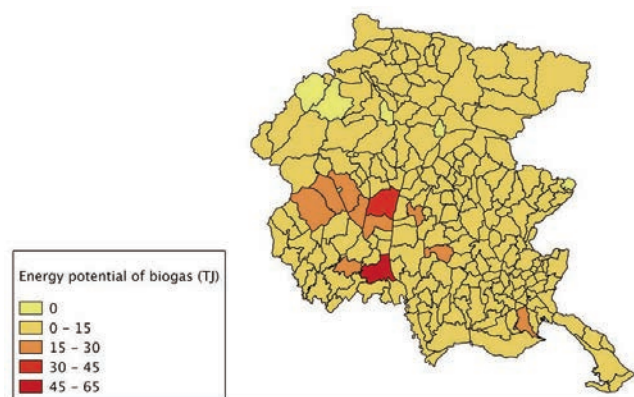 Energy potential of biogas (TJ)
0
0 – 15
15 – 30
30 – 45
45 – 65